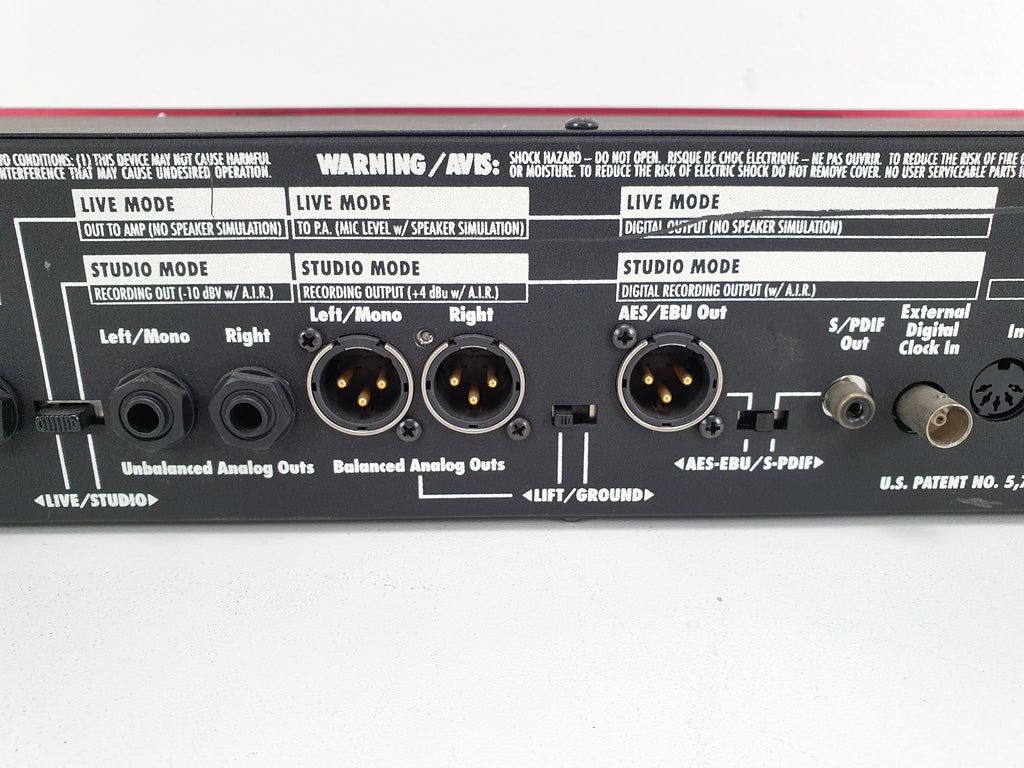 CONDITIONS: (1) THIS DEVICE MAY NOT CAUSE HARMFUL
INTERFERENCE THAT MAY CAUSE UNDESIRED OPERATION.
WARNING/AVIS:
SHOCK HAZARD – DO NOT OPEN. RISQUE DE CHOC ÉLECTRIQUE – NE PAS OUVRIR. TO REDUCE THE RISK OF FIRE
OR MOISTURE. TO REDUCE THE RISK OF ELECTRIC SHOCK DO NOT REMOVE COVER. NO USER SERVICEABLE PARTS
LIVE MODE
OUT TO AMP (NO SPEAKER SIMULATION)
LIVE MODE
TO P.A. (MIC LEVEL w/ SPEAKER SIMULATION)
LIVE MODE
DIGITAL OUTPUT (NO SPEAKER SIMULATION)
STUDIO MODE
RECORDING OUT (-10 dBV w/ A.I.R.)
STUDIO MODE
RECORDING OUTPUT (+4 dBu w/ A.I.R.)
STUDIO MODE
DIGITAL RECORDING OUTPUT (w/ A.I.R.)
Left/Mono
Right
Left/Mono
Right
AES/EBU Out
S/PDIF
Out
External
Digital
Clock In
In
Unbalanced Analog Outs
Balanced Analog Outs
◀AES-EBU/S-PDIF▶
◀LIVE/STUDIO▶
◀LIFT/GROUND▶
U.S. PATENT NO. 5,